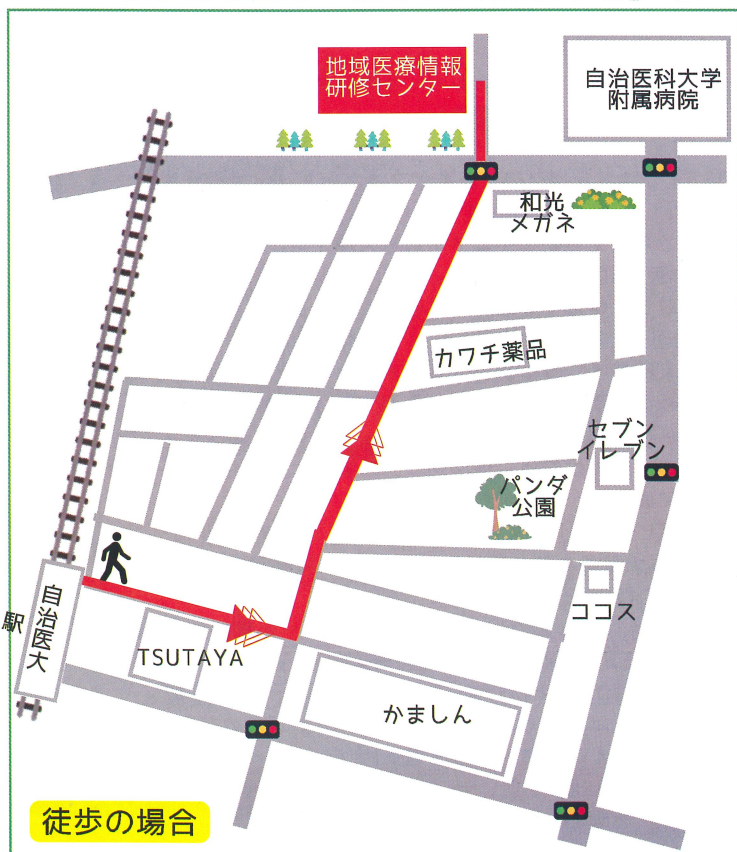 地域医療情報
研修センター
自治医科大学
附属病院
和光
メガネ
カワチ薬品
セブン
イレブン
パンダ
公園
ココス
自治医大
駅
TSUTAYA
かましん
徒歩の場合